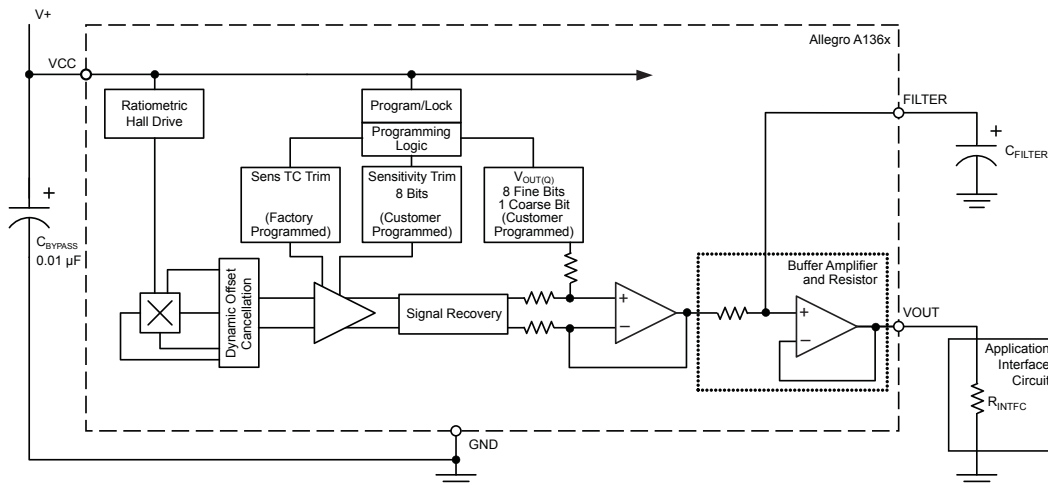 V+
Allegro A136x
VCC
FILTER
Ratiometric
Hall Drive
Program/Lock
Programming
Logic
+
CFILTER
Sens TC Trim
(Factory
Programmed)
Sensitivity Trim
8 Bits
(Customer
Programmed)
VOUT(Q)
8 Fine Bits
1 Coarse Bit
(Customer
Programmed)
+
CBYPASS
0.01 µF
Dynamic Offset
Cancellation
Signal Recovery
+
–
Buffer Amplifier
and Resistor
+
–
VOUT
Application
Interface
Circuit
RINTFC
GND